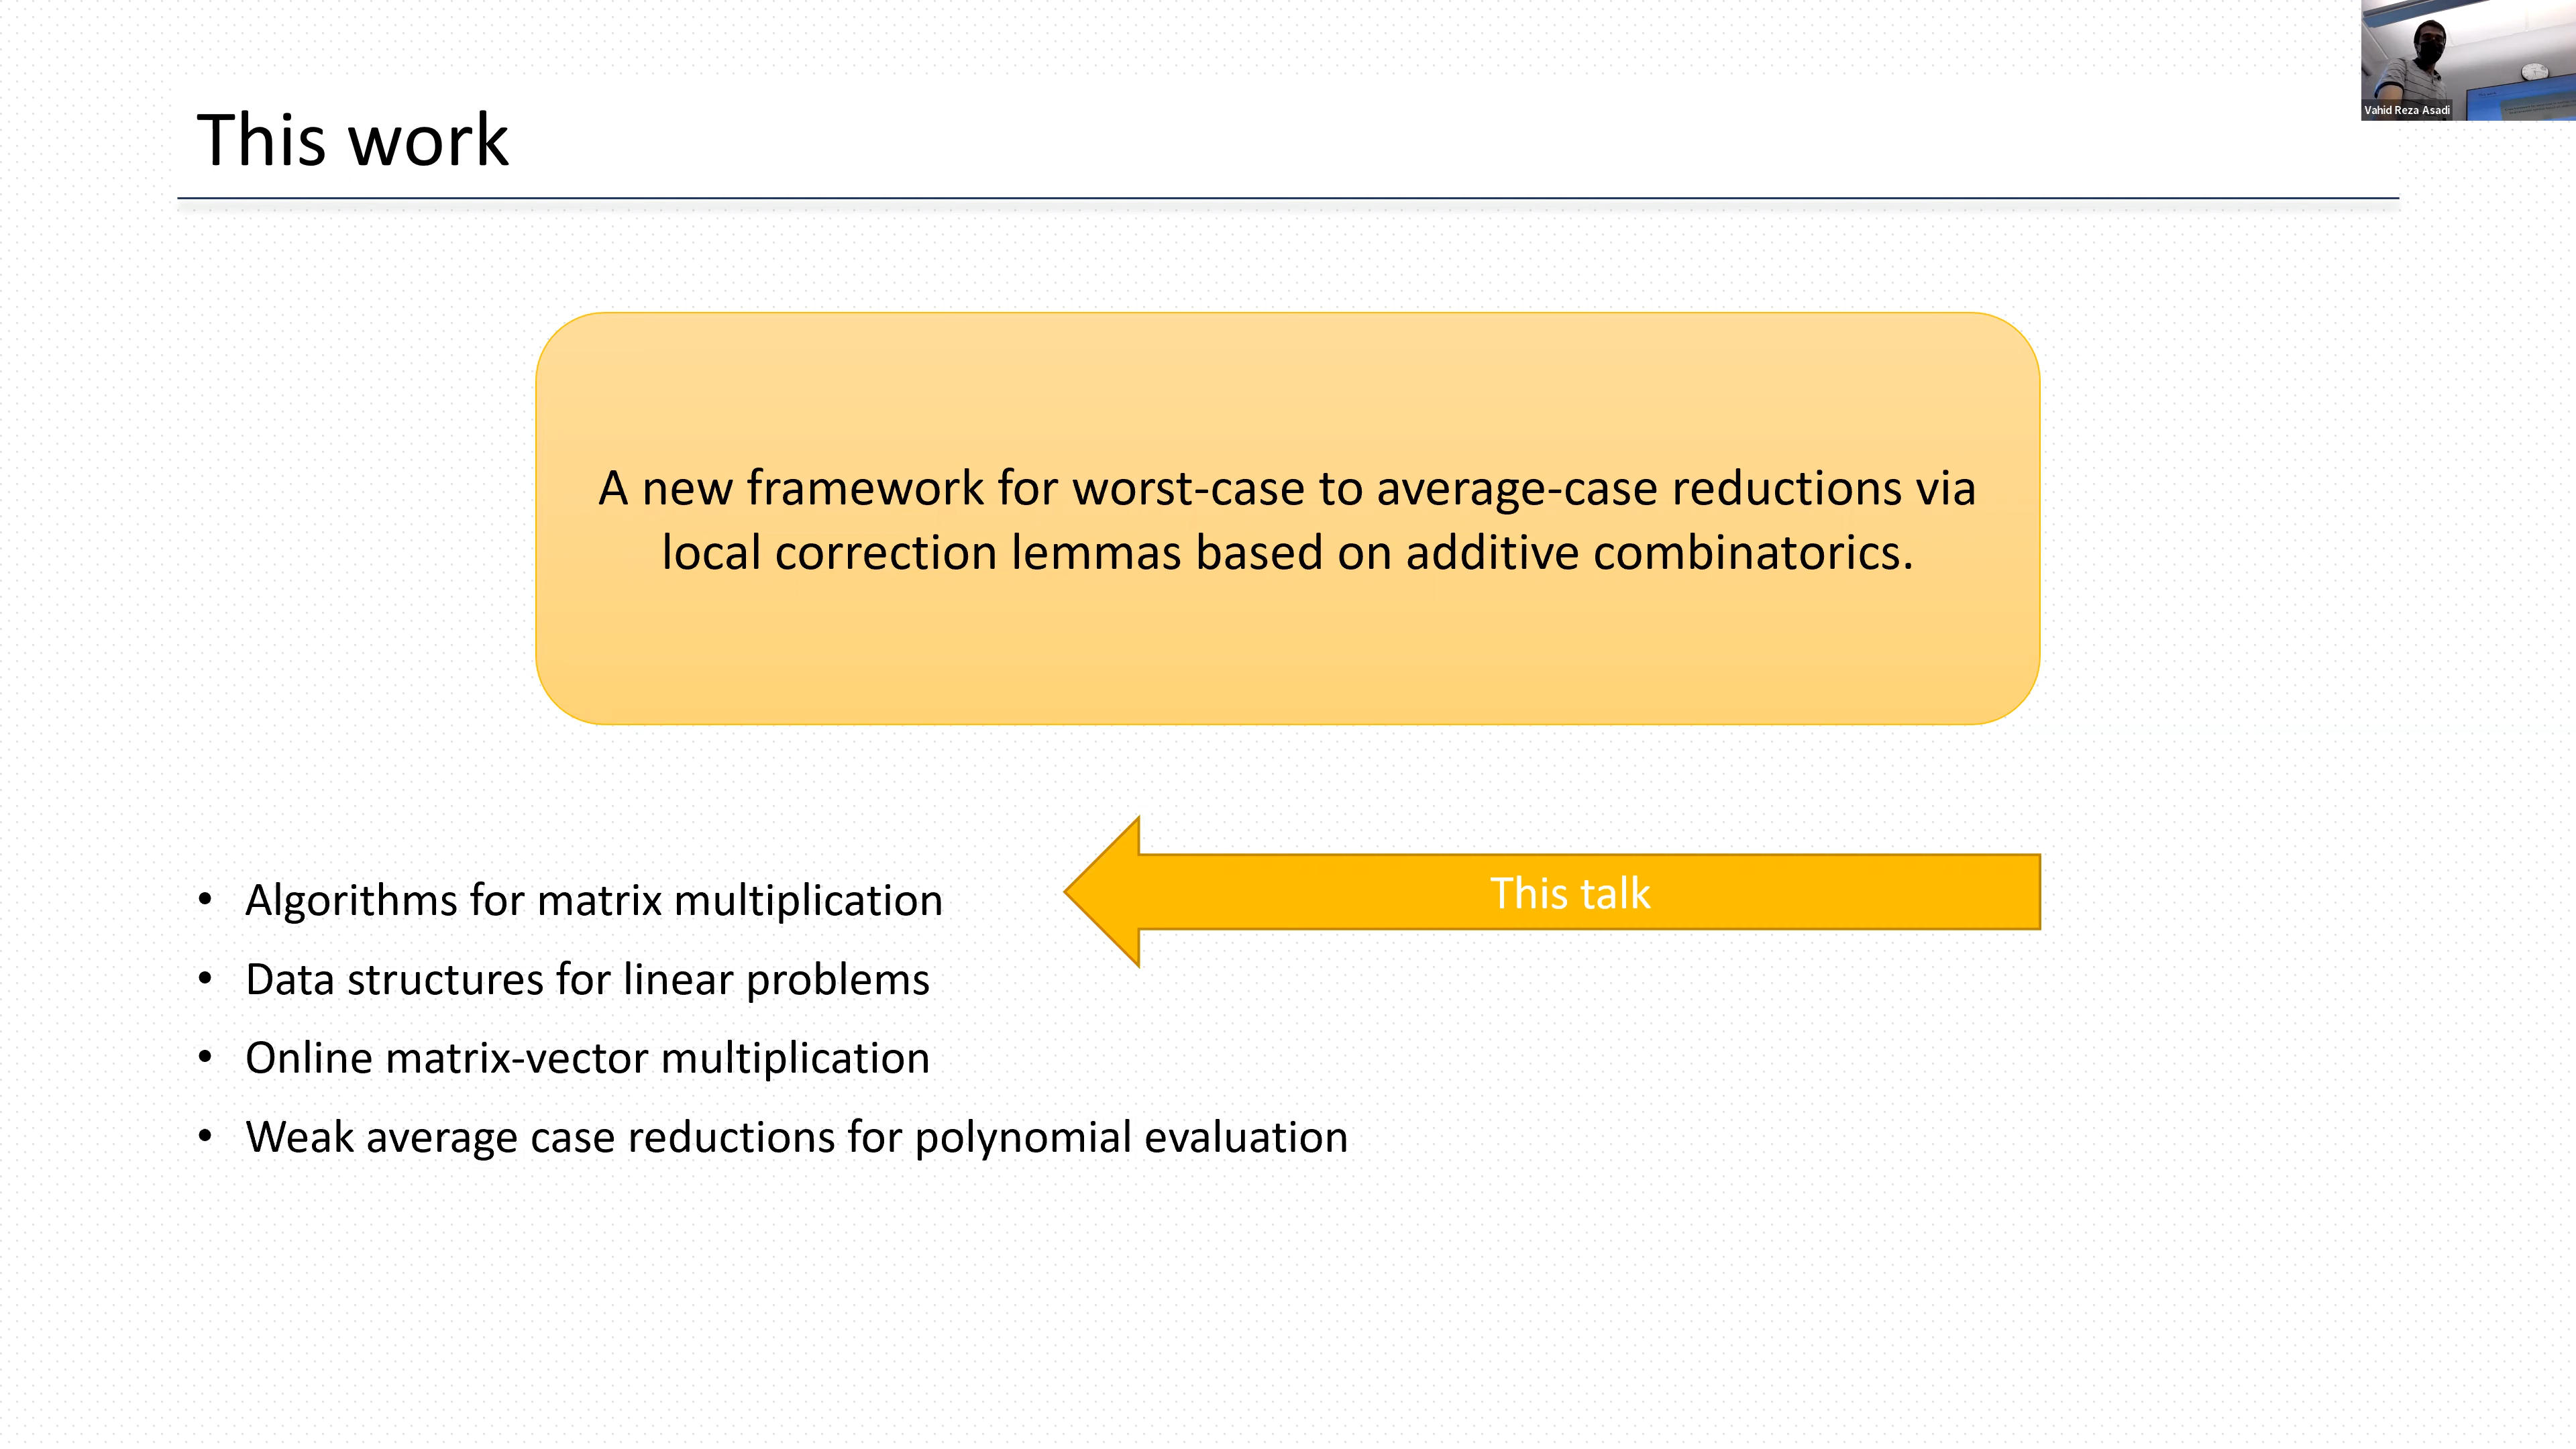 Vahid Reza Asadi
This work
A new framework for worst-case to average-case reductions via
local correction lemmas based on additive combinatorics.
This talk
• Algorithms for matrix multiplication
• Data structures for linear problems
• Online matrix-vector multiplication
• Weak average case reductions for polynomial evaluation